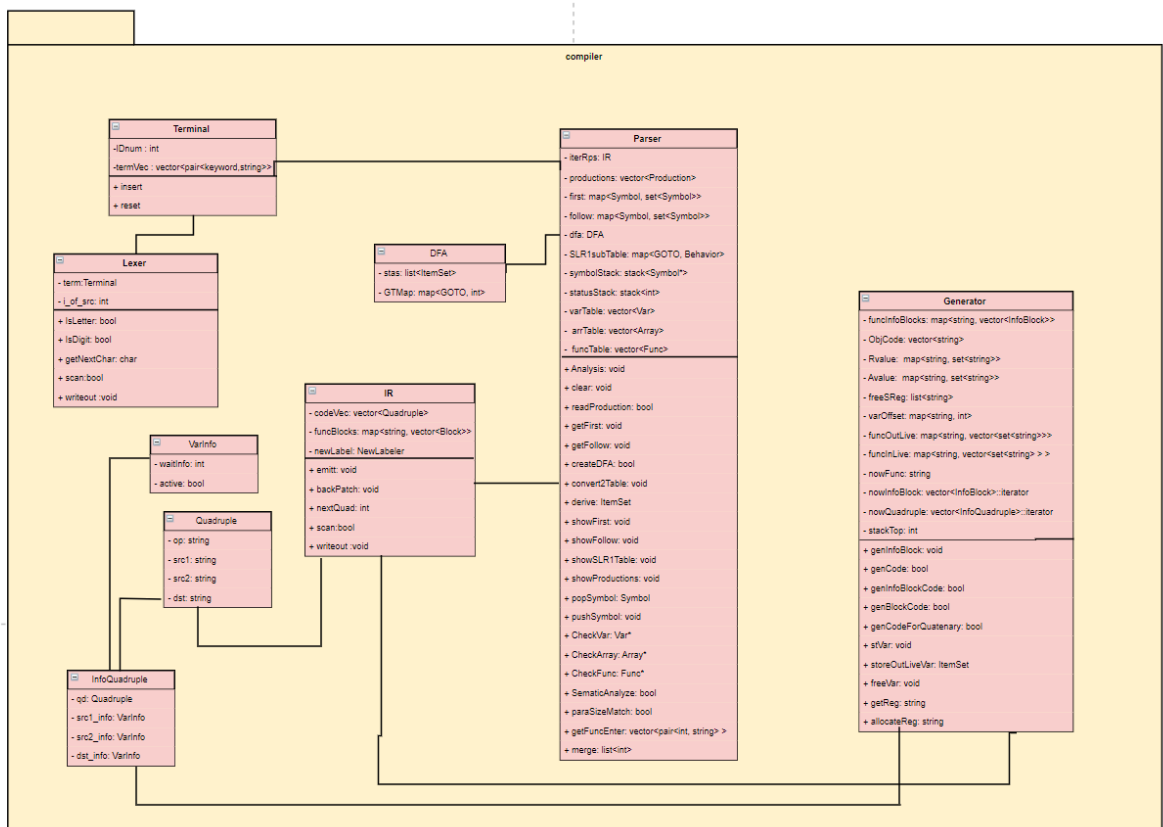 compiler
Terminal
-IDnum : int
-termVec : vector<pair<keyword,string>>
+ insert
+ reset
Lexer
- term:Terminal
- i_of_src: int
+ IsLetter: bool
+ IsDigit: bool
+ getNextChar: char
+ scan:bool
+ writeout :void
DFA
- stas: list<ItemSet>
- GTMap: map<GOTO, int>
Parser
- iterRps: IR
- productions: vector<Production>
- first: map<Symbol, set<Symbol>>
- follow: map<Symbol, set<Symbol>>
- dfa: DFA
- SLR1subTable: map<GOTO, Behavior>
- symbolStack: stack<Symbol*>
- statusStack: stack<int>
- varTable: vector<Var>
- arrTable: vector<Array>
- funcTable: vector<Func>
+ Analysis: void
+ clear: void
+ readProduction: bool
+ getFirst: void
+ getFollow: void
+ createDFA: bool
+ convert2Table: void
+ derive: ItemSet
+ showFirst: void
+ showFollow: void
+ showSLR1Table: void
+ showProductions: void
+ popSymbol: Symbol
+ pushSymbol: void
+ CheckVar: Var*
+ CheckArray: Array*
+ CheckFunc: Func*
+ SematicAnalyze: bool
+ paraSizeMatch: bool
+ getFuncEnter: vector<pair<int, string> >
+ merge: list<int>
IR
- codeVec: vector<Quadruple>
- funcBlocks: map<string, vector<Block>>
- newLabel: NewLabeler
+ emitt: void
+ backPatch: void
+ nextQuad: int
+ scan:bool
+ writeout :void
VarInfo
- waitInfo: int
- active: bool
Quadruple
- op: string
- src1: string
- src2: string
- dst: string
InfoQuadruple
- qd: Quadruple
- src1_info: VarInfo
- src2_info: VarInfo
- dst_info: VarInfo
Generator
- funcInfoBlocks: map<string, vector<InfoBlock>>
- ObjCode: vector<string>
- Rvalue: map<string, set<string>>
- Avalue: map<string, set<string>>
- freeSReg: list<string>
- varOffset: map<string, int>
- funcOutLive: map<string, vector<set<string>>>
- funcInLive: map<string, vector<set<string> > >
- nowFunc: string
- nowInfoBlock: vector<InfoBlock>::iterator
- nowQuadruple: vector<InfoQuadruple>::iterator
- stackTop: int
+ genInfoBlock: void
+ genCode: bool
+ genInfoBlockCode: bool
+ genBlockCode: bool
+ genCodeForQuatenary: bool
+ stVar: void
+ storeOutLiveVar: ItemSet
+ freeVar: void
+ getReg: string
+ allocateReg: string